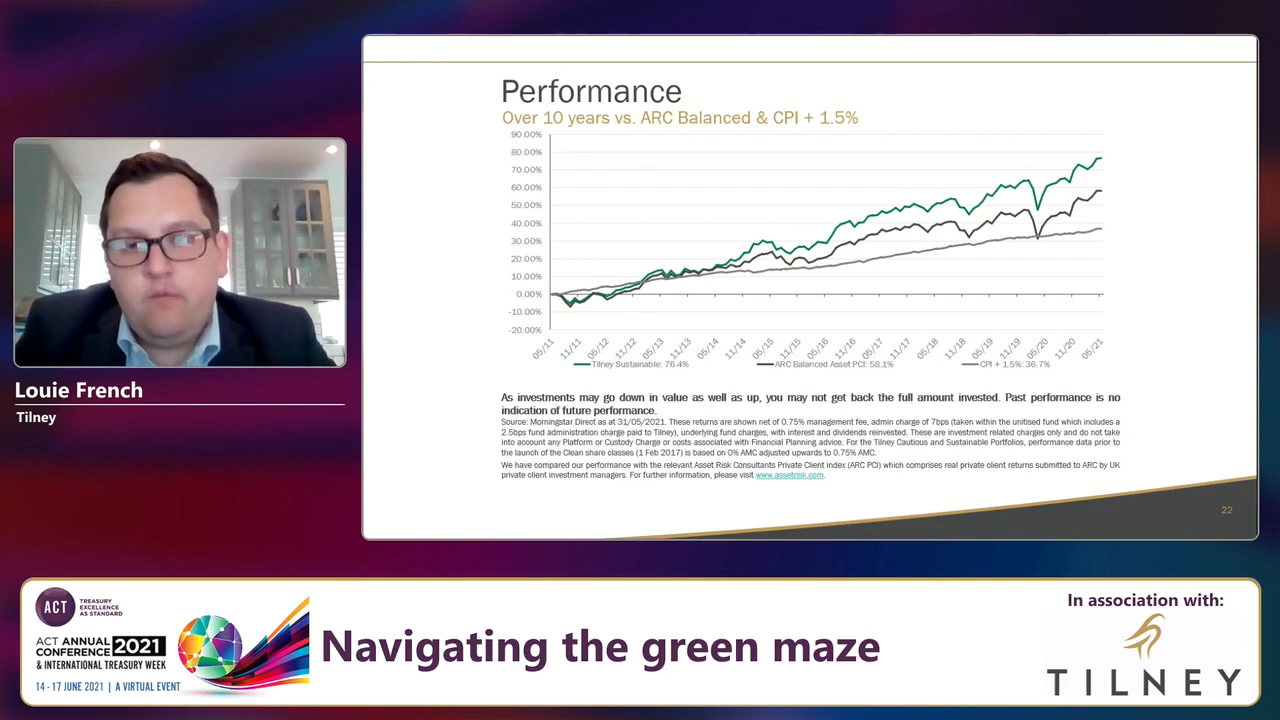 Performance
Over 10 years vs. ARC Balanced & CPI + 1.5%
90.00%
80.00%
70.00%
60.00%
50.00%
40.00%
30.00%
20.00%
10.00%
0.00%
-10.00%
-20.00%
05/11
11/11
05/12
11/12
05/13
11/13
05/14
11/14
05/15
11/15
05/16
11/16
05/17
11/17
05/18
11/18
05/19
11/19
05/20
11/20
05/21
Tilney Sustainable: 76.4%
ARC Balanced Asset PCI: 58.1%
CPI + 1.5%: 36.7%
As investments may go down in value as well as up, you may not get back the full amount invested. Past performance is no
indication of future performance.
Source: Morningstar Direct as at 31/05/2021. These returns are shown net of 0.75% management fee, admin charge of 7bps (taken within the unitised fund which includes a
2.5bps fund administration charge paid to Tilney), underlying fund charges, with interest and dividends reinvested. These are investment related charges only and do not take
into account any Platform or Custody Charge or costs associated with Financial Planning advice. For the Tilney Cautious and Sustainable Portfolios, performance data prior to
the launch of the Clean share classes (1 Feb 2017) is based on 0% AMC adjusted upwards to 0.75% AMC.
We have compared our performance with the relevant Asset Risk Consultants Private Client index (ARC PCI) which comprises real private client returns submitted to ARC by UK
private client investment managers. For further information, please visit www.assetrisk.com.
22
Louie French
Tilney
ACT
TREASURY
EXCELLENCE
AS STANDARD
ACT ANNUAL
CONFERENCE 2021
& INTERNATIONAL TREASURY WEEK
14 - 17 JUNE 2021 | A VIRTUAL EVENT
Navigating the green maze
In association with:
TILNEY